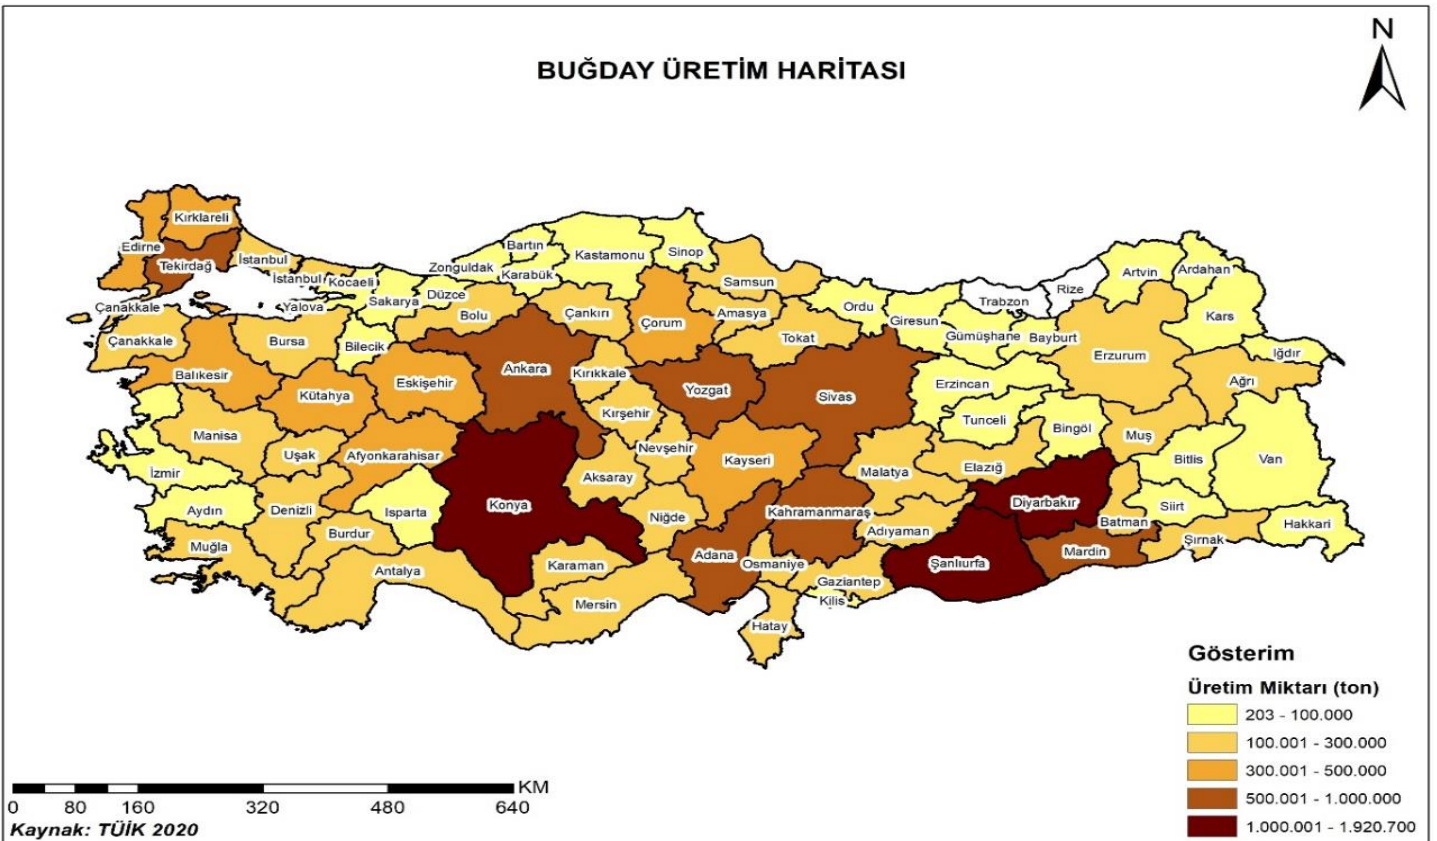 N
BUĞDAY ÜRETİM HARİTASI
Kırklareli
Edirne
Tekirdağ
İstanbul
İstanbul
Kocaeli
Yalova
Sakarya
Düzce
Zonguldak
Bartın
Karabük
Kastamonu
Sinop
Samsun
Ordu
Giresun
Trabzon
Rize
Artvin
Ardahan
Kars
Iğdır
Çanakkale
Çanakkale
Bursa
Bilecik
Bolu
Çankırı
Çorum
Amasya
Tokat
Gümüşhane
Bayburt
Erzurum
Ağrı
Balıkesir
Kütahya
Eskişehir
Ankara
Kırıkkale
Yozgat
Sivas
Erzincan
Tunceli
Bingöl
Muş
Kırşehir
Manisa
Uşak
Afyonkarahisar
Nevşehir
Kayseri
Malatya
Elazığ
Bitlis
Van
İzmir
Aksaray
Aydın
Denizli
Isparta
Konya
Niğde
Kahramanmaraş
Adıyaman
Diyarbakır
Batman
Siirt
Hakkari
Şırnak
Muğla
Burdur
Antalya
Karaman
Mersin
Adana
Osmaniye
Gaziantep
Kilis
Şanlıurfa
Mardin
Hatay
Gösterim
Üretim Miktarı (ton)
203 - 100.000
100.001 - 300.000
300.001 - 500.000
500.001 - 1.000.000
1.000.001 - 1.920.700
KM
0 80 160 320 480 640
Kaynak: TÜİK 2020